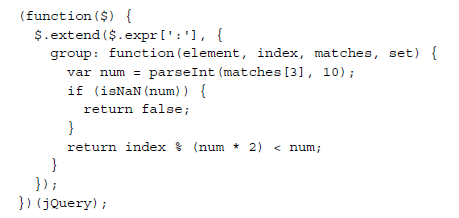 (function($) {
  $.extend($.expr[':'], {
    group: function(element, index, matches, set) {
      var num = parseInt(matches[3], 10);
      if (isNaN(num)) {
        return false;
      }
      return index % (num * 2) < num;
    }
  });
})(jQuery);